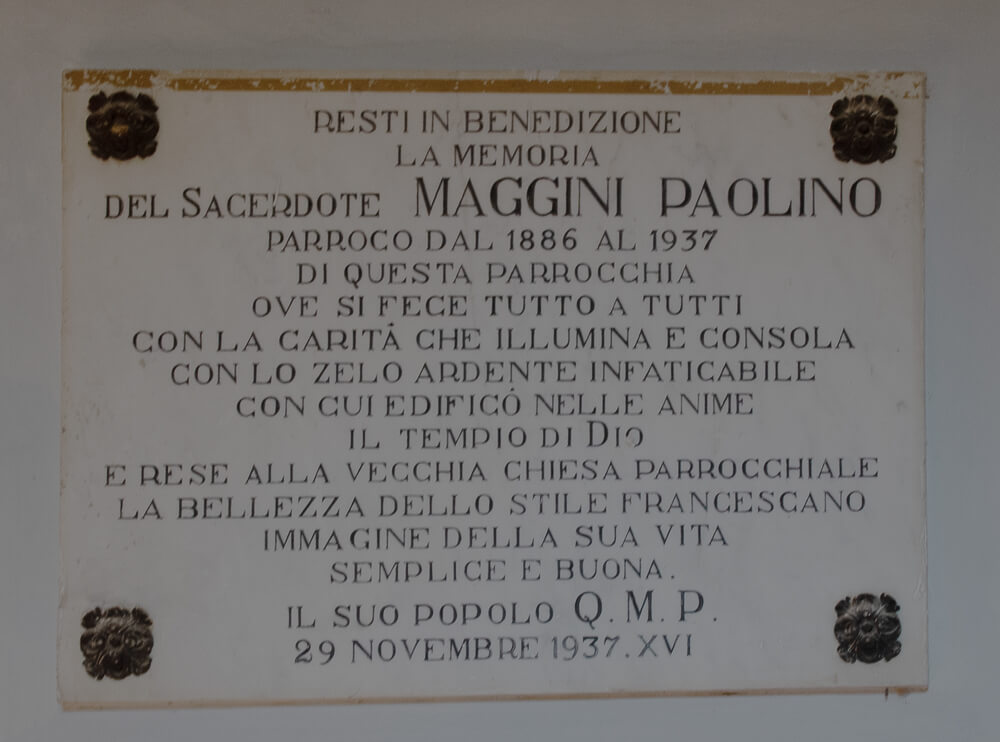 RESTI IN BENEDIZIONE
LA MEMORIA
DEL SACERDOTE MAGGINI PAOLINO
PARROCO DAL 1886 AL 1937
DI QUESTA PARROCCHIA
OVE SI FECE TUTTO A TUTTI
CON LA CARITÁ CHE ILLUMINA E CONSOLA
CON LO ZELO ARDENTE INFATICABILE
CON CUI EDIFICÓ NELLE ANIME
IL TEMPIO DI DIO
E RESE ALLA VECCHIA CHIESA PARROCCHIALE
LA BELLEZZA DELLO STILE FRANCESCANO
IMMAGINE DELLA SUA VITA
SEMPLICE E BUONA.
IL SUO POPOLO Q.M.P.
29 NOVEMBRE 1937.XVI